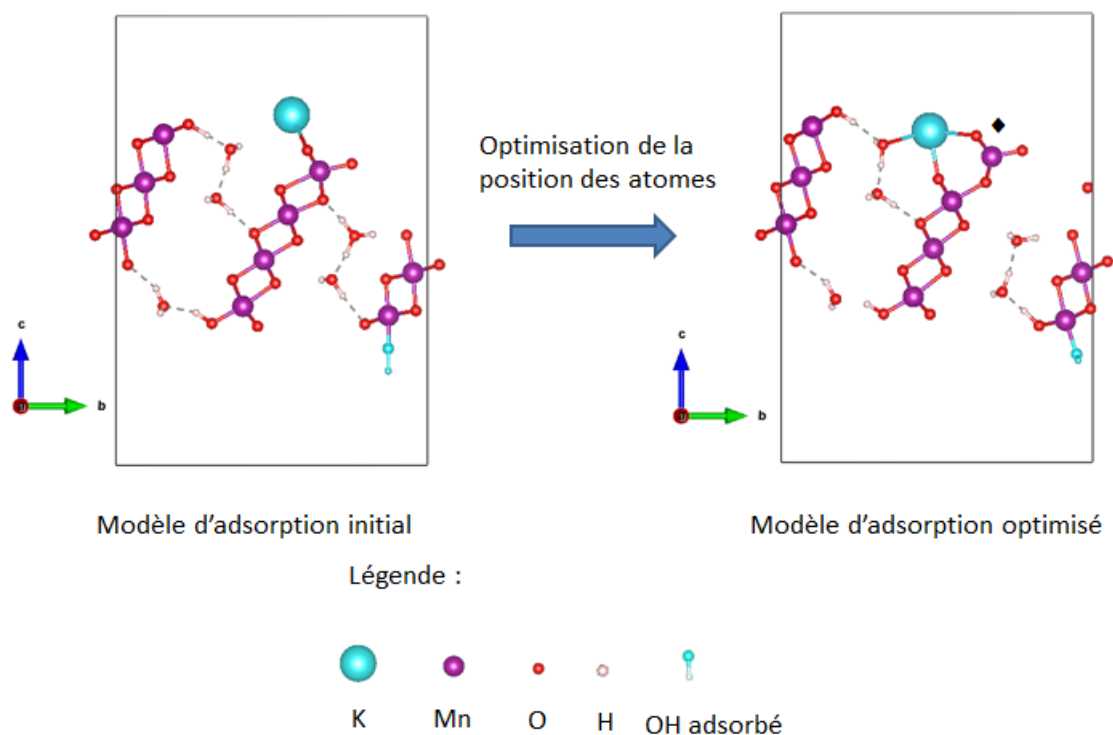 Optimisation de la
position des atomes
c
b
c
b
Modèle d'adsorption initial
Modèle d'adsorption optimisé
Légende :
K
Mn
O
H
OH adsorbé